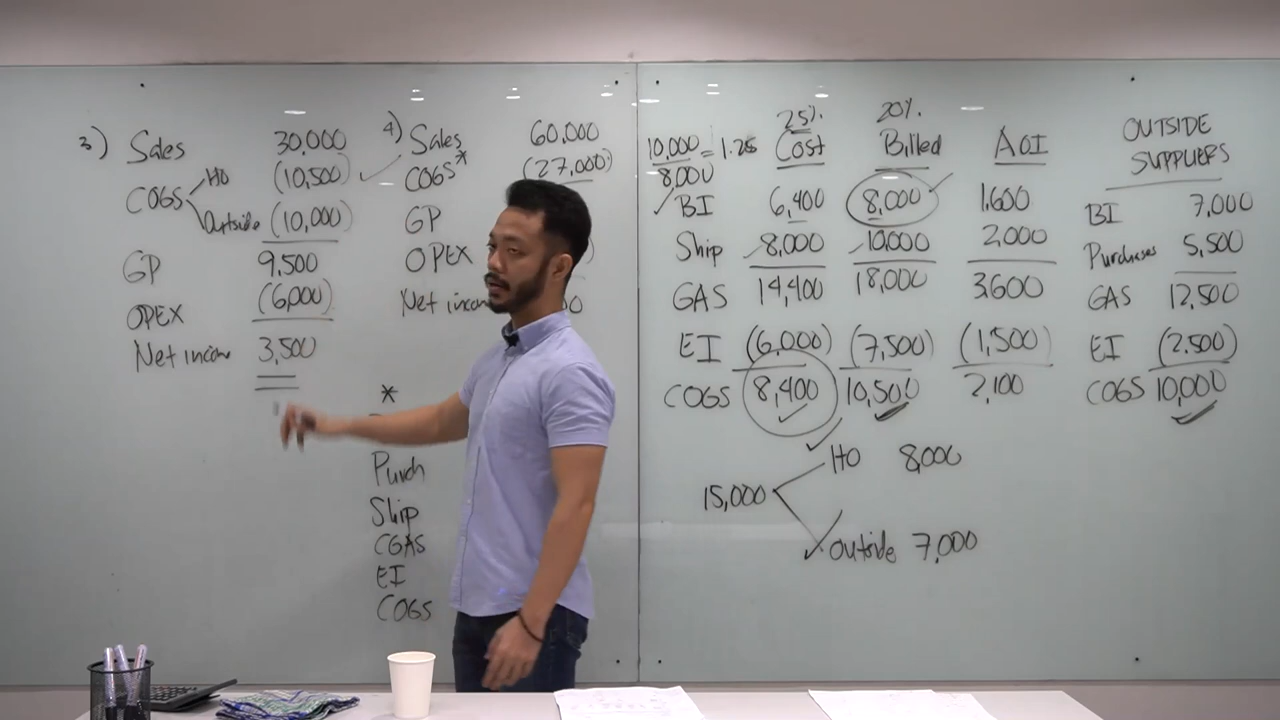 3) Sales 30,000
COGS HO (10,500)
Outside (10,000)
GP 9,500
OPEX (6,000)
Net income 3,500
4) Sales 60,000
COGS* (27,000)
GP
OPEX )
Net incom 0
*
Purch
Ship
CGAS
EI
COGS
25% 20%
10,000 = 1.25 Cost Billed AOI
8,000
BI 6,400 8,000 1,600
Ship 8,000 10,000 2,000
GAS 14,400 18,000 3,600
EI (6,000) (7,500) (1,500)
COGS 8,400 10,500 2,100
HO 8,000
15,000
Outside 7,000
OUTSIDE
SUPPLIERS
BI 7,000
Purchases 5,500
GAS 12,500
EI (2,500)
COGS 10,000